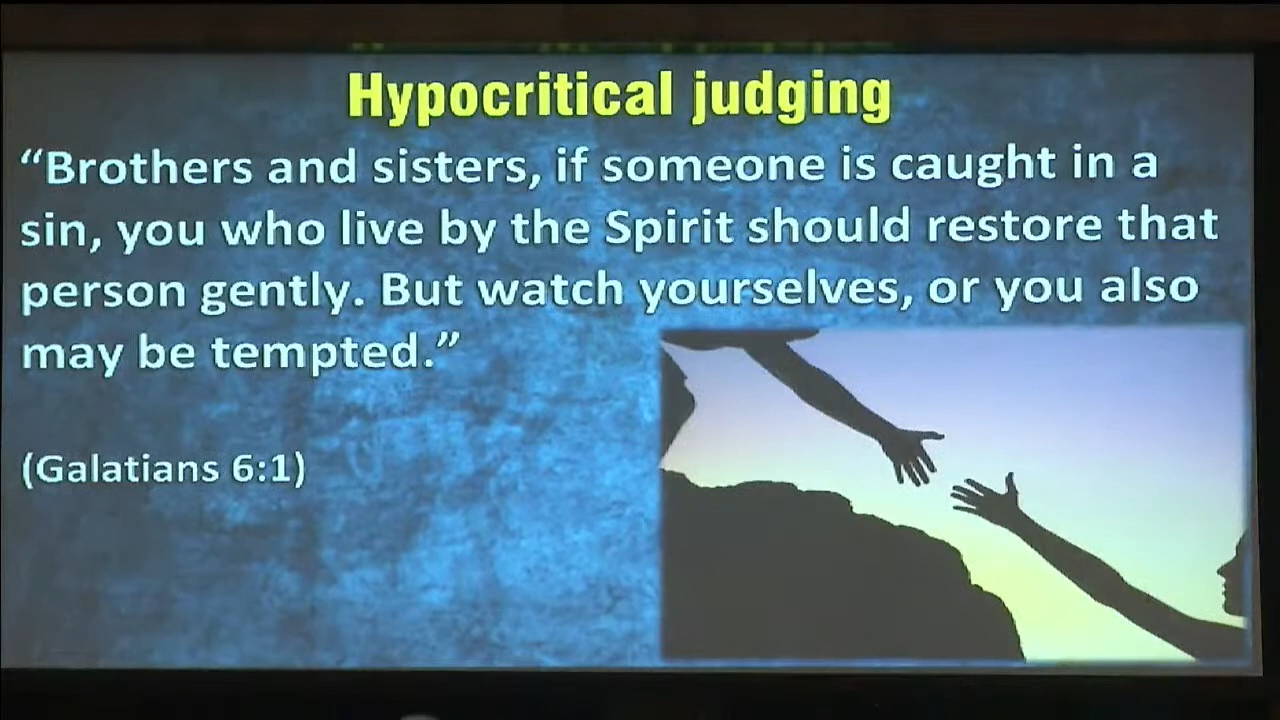 Hypocritical judging
“Brothers and sisters, if someone is caught in a
sin, you who live by the Spirit should restore that
person gently. But watch yourselves, or you also
may be tempted.”
(Galatians 6:1)